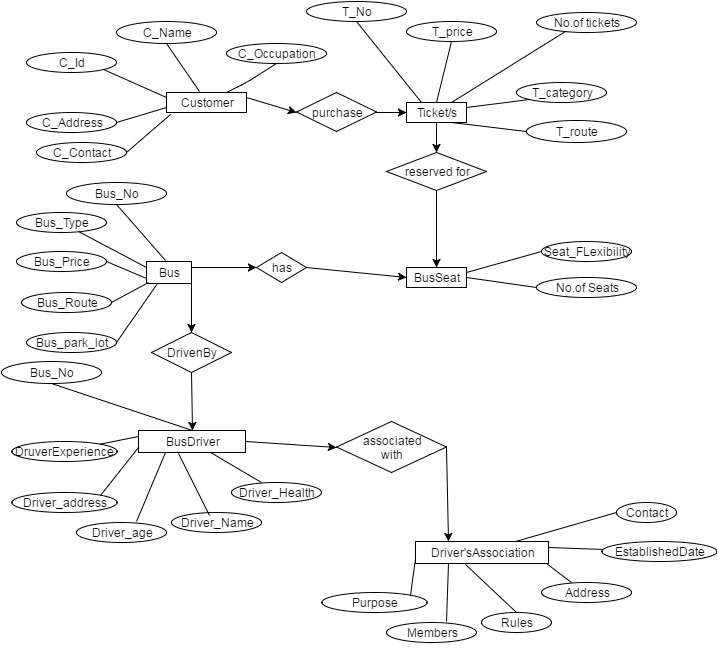 T_No
C_Name
T_price
No.of tickets
C_Id
C_Occupation
Customer
purchase
Ticket/s
T_category
C_Address
T_route
C_Contact
reserved for
Bus_No
Bus_Type
Bus_Price
Bus
has
BusSeat
Seat_FLexibility
No.of Seats
Bus_Route
Bus_park_lot
DrivenBy
Bus_No
BusDriver
associated
with
DruverExperience
Driver_address
Driver_age
Driver_Name
Driver_Health
Contact
Driver'sAssociation
EstablishedDate
Address
Purpose
Members
Rules